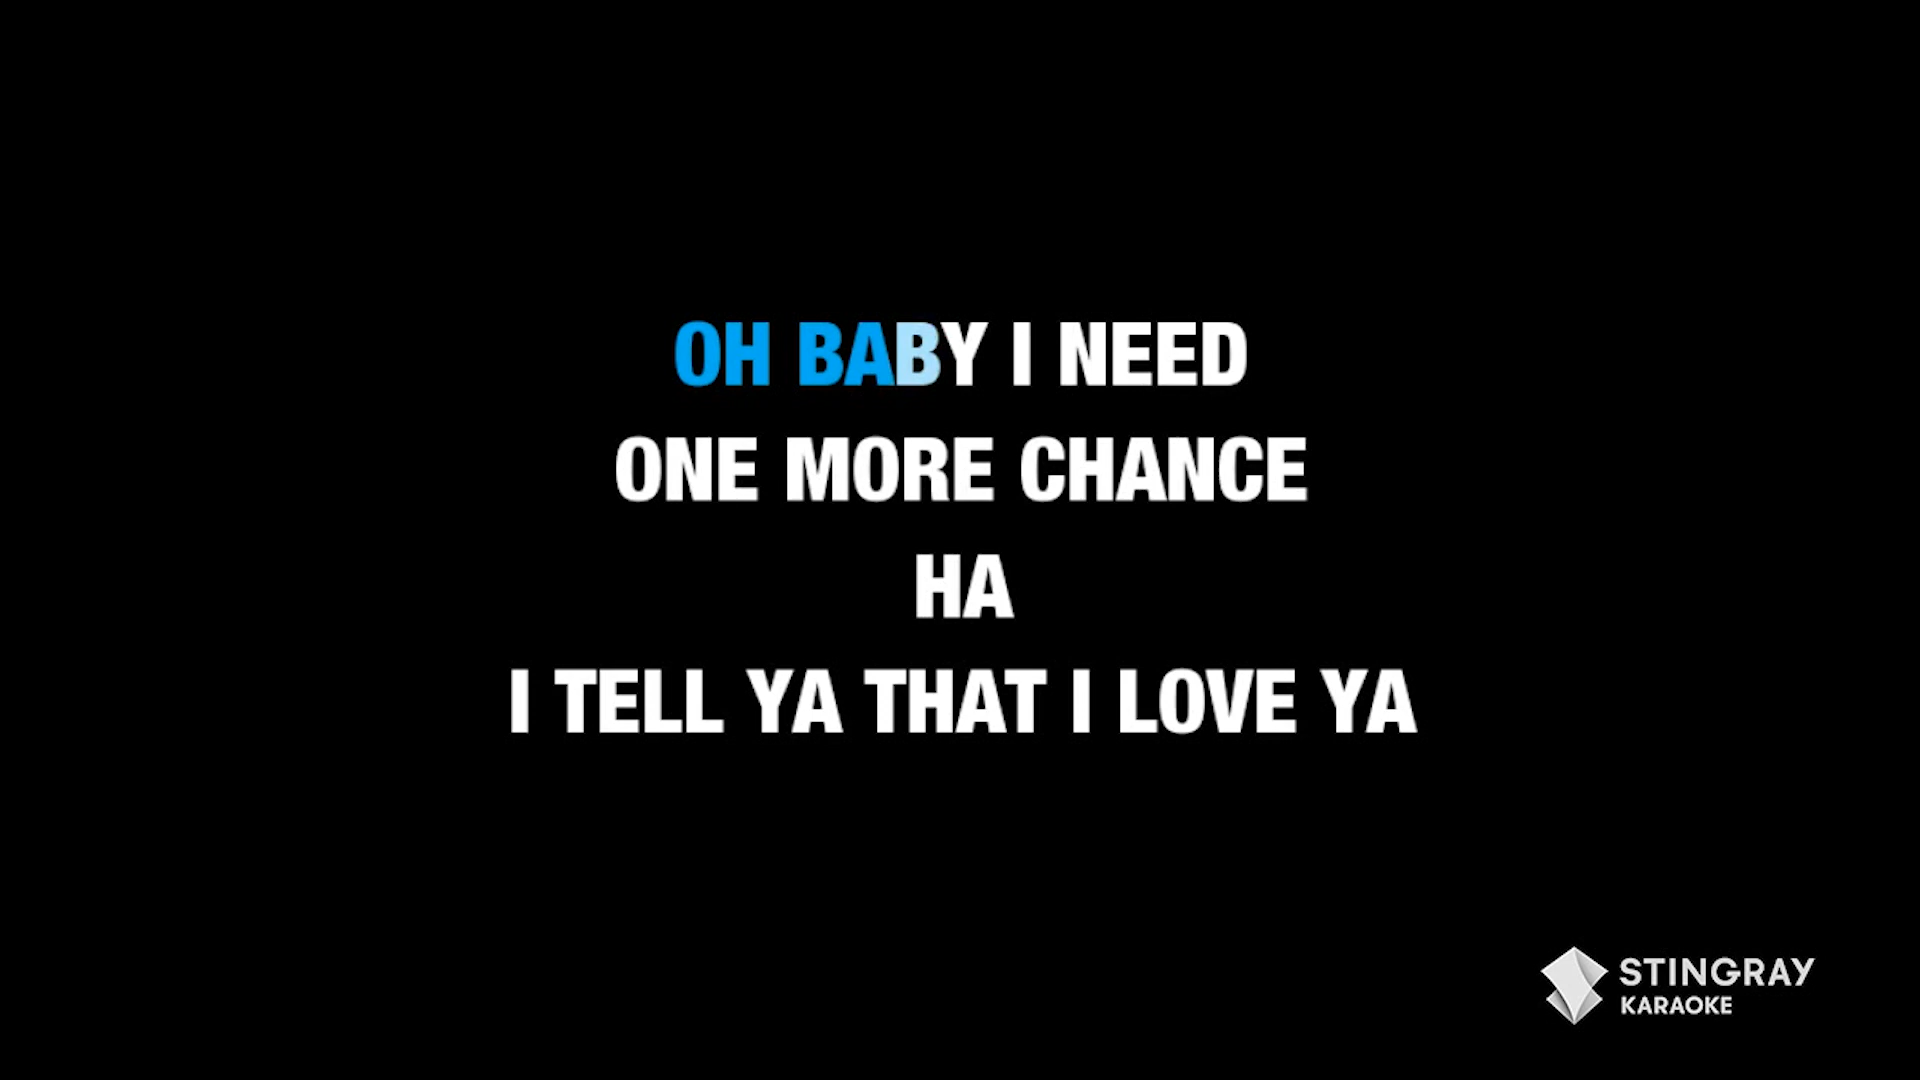 OH BABY I NEED
ONE MORE CHANCE
HA
I TELL YA THAT I LOVE YA
STINGRAY
KARAOKE